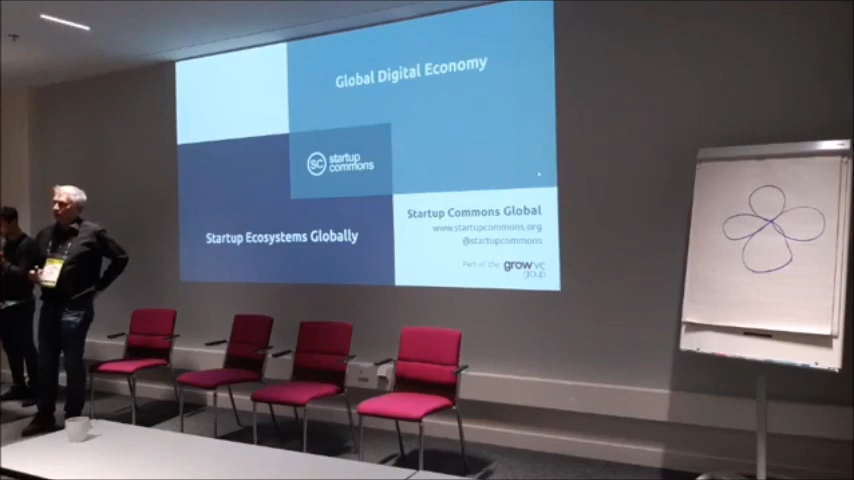 Global Digital Economy
SC startup
commons
Startup Ecosystems Globally
Startup Commons Global
www.startupcommons.org
@startupcommons
Part of the growvc
group